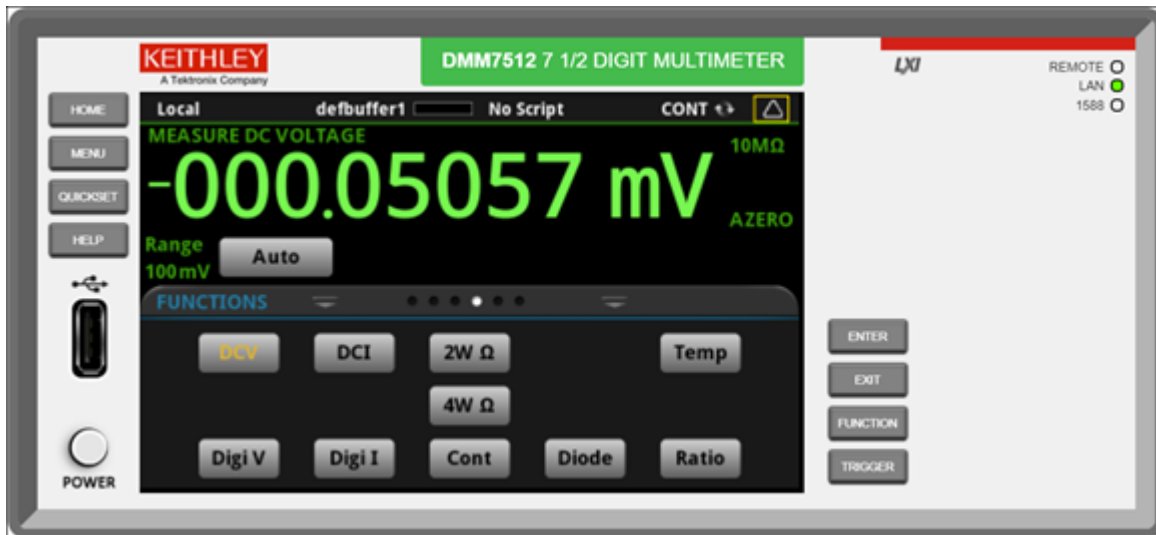 KEITHLEY
A Tektronix Company
DMM7512 7 1/2 DIGIT MULTIMETER
LXI
REMOTE
LAN
1588
HOME
MENU
QUICKSET
HELP
POWER
Local defbuffer1 No Script CONT
MEASURE DC VOLTAGE
10MΩ
-000.05057 mV
AZERO
Range
100mV
Auto
FUNCTIONS
DCV DCI 2W Ω Temp
4W Ω
Digi V Digi I Cont Diode Ratio
ENTER
EXIT
FUNCTION
TRIGGER